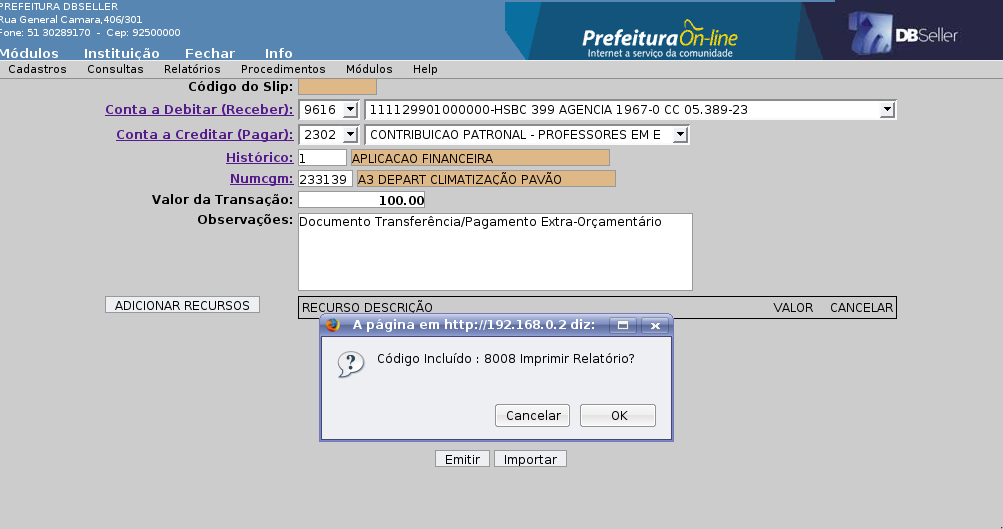 PREFEITURA DBSELLER
Rua General Camara,406/301
Fone: 51 30289170 - Cep: 92500000
Módulos Instituição Fechar Info
PrefeituraOn-line
Internet a serviço da comunidade
DBSeller
Cadastros Consultas Relatórios Procedimentos Módulos Help
Código do Slip:
Conta a Debitar (Receber): 9616 111129901000000-HSBC 399 AGENCIA 1967-0 CC 05.389-23
Conta a Creditar (Pagar): 2302 CONTRIBUICAO PATRONAL - PROFESSORES EM E
Histórico: 1 APLICACAO FINANCEIRA
Numcgm: 233139 A3 DEPART CLIMATIZAÇÃO PAVÃO
Valor da Transação: 100.00
Observações: Documento Transferência/Pagamento Extra-Orçamentário
ADICIONAR RECURSOS RECURSO DESCRIÇÃO VALOR CANCELAR
A página em http://192.168.0.2 diz:
Código Incluído : 8008 Imprimir Relatório?
Cancelar OK
Emitir Importar